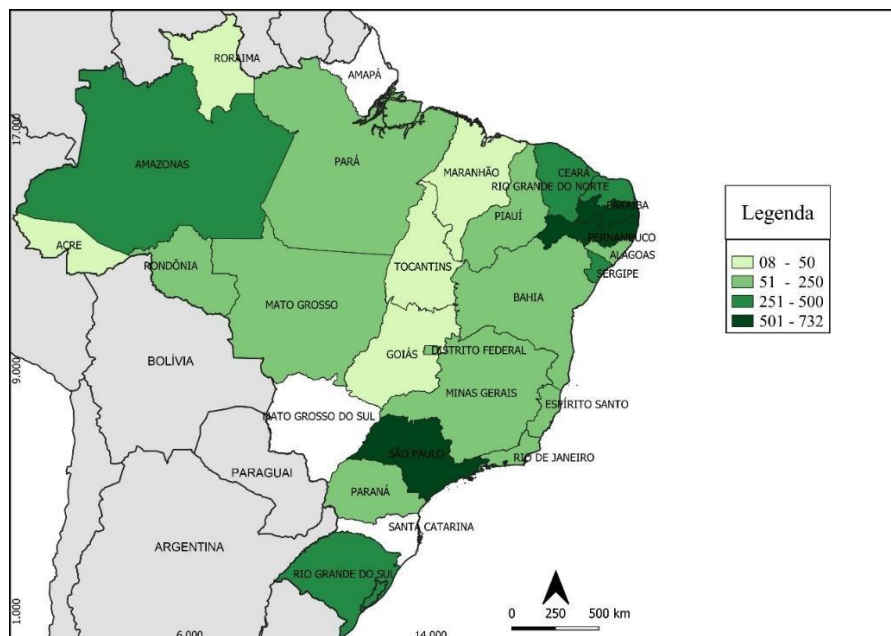 RORAIMA
AMAPÁ
17.000
AMAZONAS
PARÁ
MARANHÃO
CEARÁ
RIO GRANDE DO NORTE
PARAÍBA
PIAUÍ
PERNAMBUCO
ACRE
ALAGOAS
RONDÔNIA
TOCANTINS
SERGIPE
MATO GROSSO
BAHIA
BOLÍVIA
GOIÁS
DISTRITO FEDERAL
9.000
MINAS GERAIS
ESPÍRITO SANTO
MATO GROSSO DO SUL
SÃO PAULO
RIO DE JANEIRO
PARAGUAI
PARANÁ
SANTA CATARINA
ARGENTINA
RIO GRANDE DO SUL
1.000
6.000
14.000
Legenda
08 - 50
51 - 250
251 - 500
501 - 732
0 250 500 km